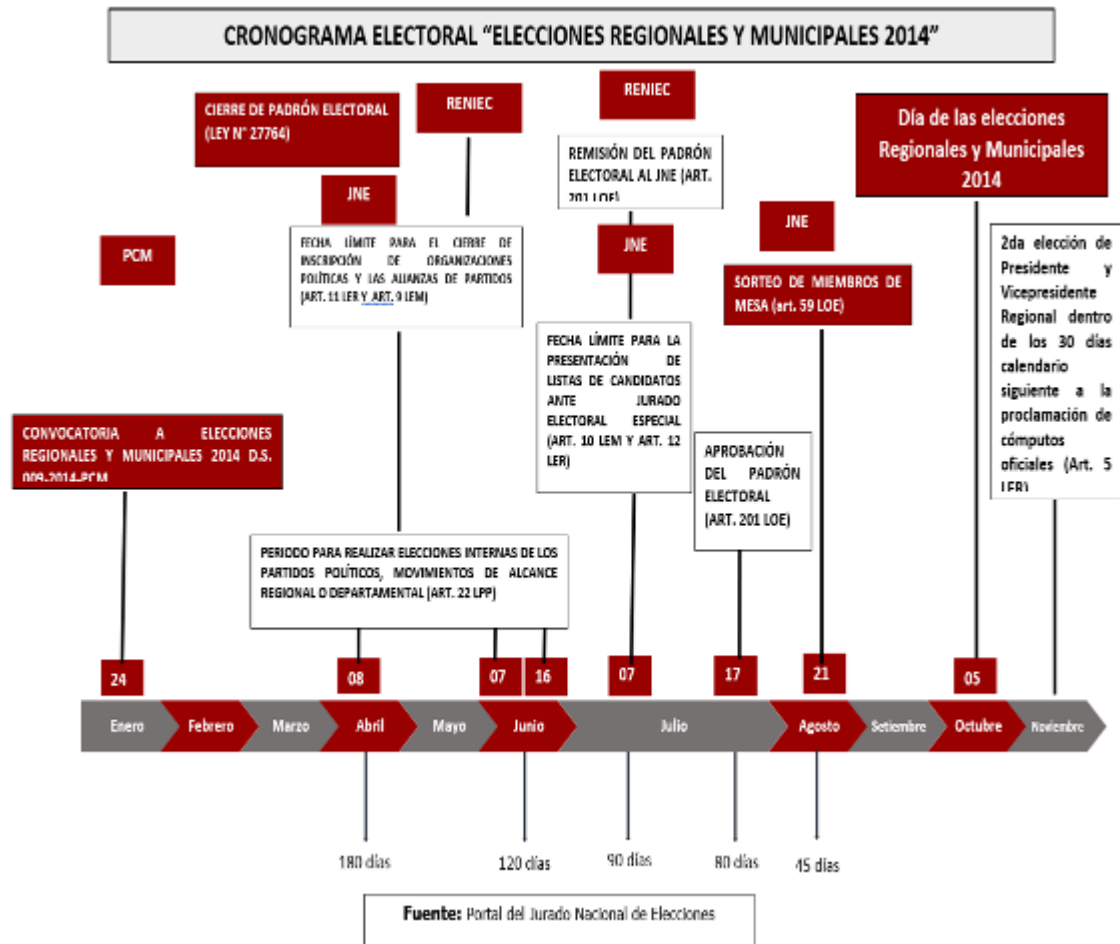 CRONOGRAMA ELECTORAL “ELECCIONES REGIONALES Y MUNICIPALES 2014”
CIERRE DE PADRÓN ELECTORAL
(LEY N° 27764)
RENIEC
RENIEC
REMISIÓN DEL PADRÓN
ELECTORAL AL JNE (ART.
201 LOE)
Día de las elecciones
Regionales y Municipales
2014
JNE
FECHA LÍMITE PARA EL CIERRE DE
INSCRIPCIÓN DE ORGANIZACIONES
POLÍTICAS Y LAS ALIANZAS DE PARTIDOS
(ART. 11 LER Y ART. 9 LEM)
PCM
JNE
JNE
SORTEO DE MIEMBROS DE
MESA (art. 59 LOE)
2da elección de
Presidente y
Vicepresidente
Regional dentro
de los 30 días
calendario
siguiente a la
proclamación de
cómputos
oficiales (Art. 5
LER)
FECHA LÍMITE PARA LA
PRESENTACIÓN DE
LISTAS DE CANDIDATOS
ANTE JURADO
ELECTORAL ESPECIAL
(ART. 10 LEM Y ART. 12
LER)
CONVOCATORIA A ELECCIONES
REGIONALES Y MUNICIPALES 2014 D.S.
009-2014-PCM
APROBACIÓN
DEL PADRÓN
ELECTORAL
(ART. 201 LOE)
PERIODO PARA REALIZAR ELECCIONES INTERNAS DE LOS
PARTIDOS POLÍTICOS, MOVIMIENTOS DE ALCANCE
REGIONAL O DEPARTAMENTAL (ART. 22 LPP)
24
08
07
16
07
17
21
05
Enero
Febrero
Marzo
Abril
Mayo
Junio
Julio
Agosto
Setiembre
Octubre
Noviembre
180 días
120 días
90 días
80 días
45 días
Fuente: Portal del Jurado Nacional de Elecciones